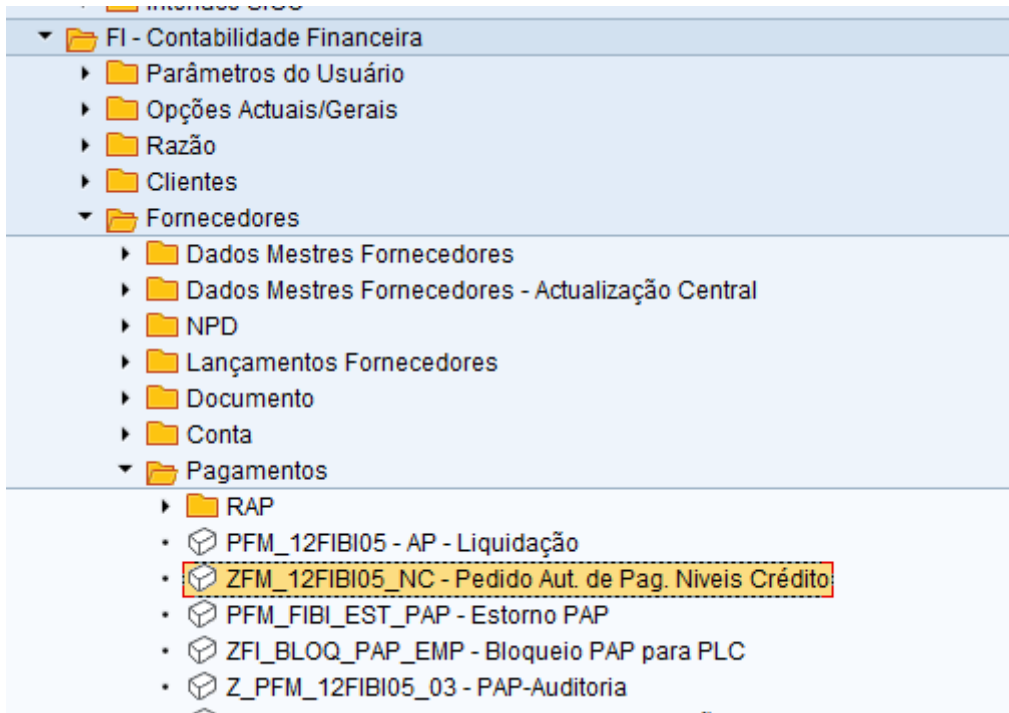 FI - Contabilidade Financeira
Parâmetros do Usuário
Opções Actuais/Gerais
Razão
Clientes
Fornecedores
Dados Mestres Fornecedores
Dados Mestres Fornecedores - Actualização Central
NPD
Lançamentos Fornecedores
Documento
Conta
Pagamentos
RAP
PFM_12FIBI05 - AP - Liquidação
ZFM_12FIBI05_NC - Pedido Aut. de Pag. Niveis Crédito
PFM_FIBI_EST_PAP - Estorno PAP
ZFI_BLOQ_PAP_EMP - Bloqueio PAP para PLC
Z_PFM_12FIBI05_03 - PAP-Auditoria